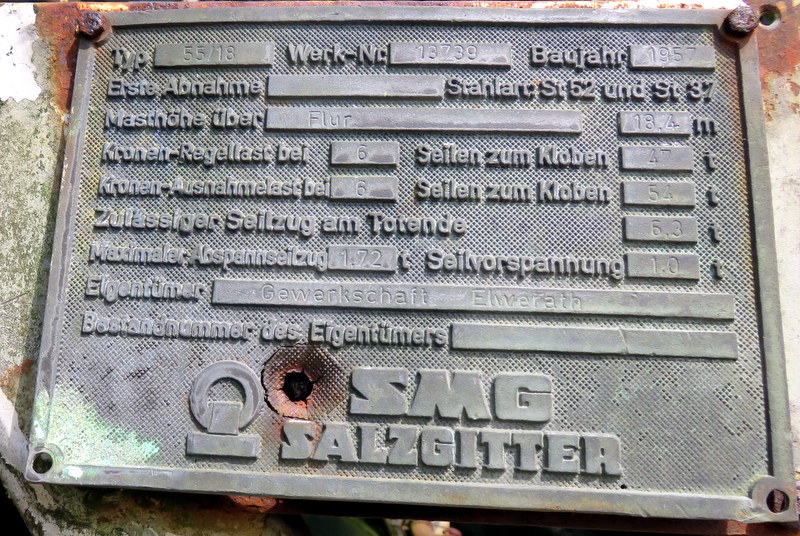 Typ 55/18 Werk-Nr. 13739 Baujahr 1957
Erste Abnahme Stahlart: St 52 und St 37
Masthöhe über Flur 18.4 m
Kronen-Regellast bei 6 Seilen zum Kloben 47 t
Kronen-Ausnahmelast bei 6 Seilen zum Kloben 54 t
Zulässiger Seilzug am Totende 6.3 t
Maximaler Abspannseilzug 1.72 t Seilvorspannung 1.0 t
Eigentümer Gewerkschaft Elwerath
Bestandnummer des Eigentümers
SMG
SALZGITTER